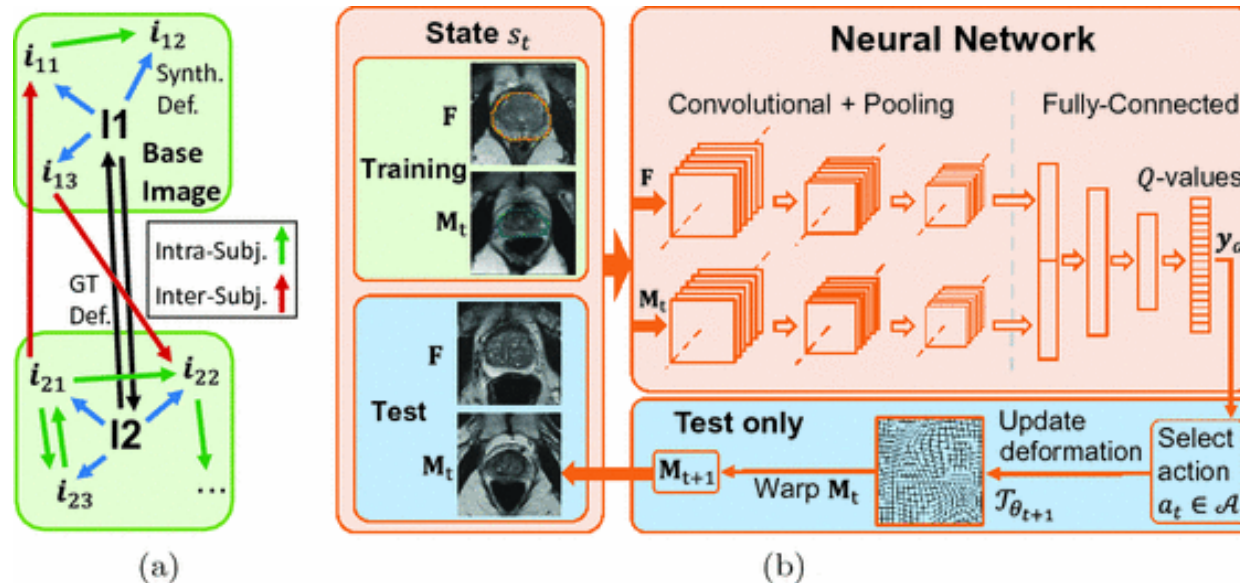 i₁₂
i₁₁
Synth.
Def.
I1
Base
Image
i₁₃
Intra-Subj.
Inter-Subj.
GT
Def.
i₂₁
i₂₂
I2
i₂₃
...
(a)
State sₜ
F
Training
Mₜ
F
Test
Mₜ
Neural Network
Convolutional + Pooling
Fully-Connected
F
Q-values
Mₜ
Test only
Update
deformation
Select
action
aₜ ∈ 𝒜
Mₜ₊₁
Warp Mₜ
𝒯θₜ₊₁
(b)